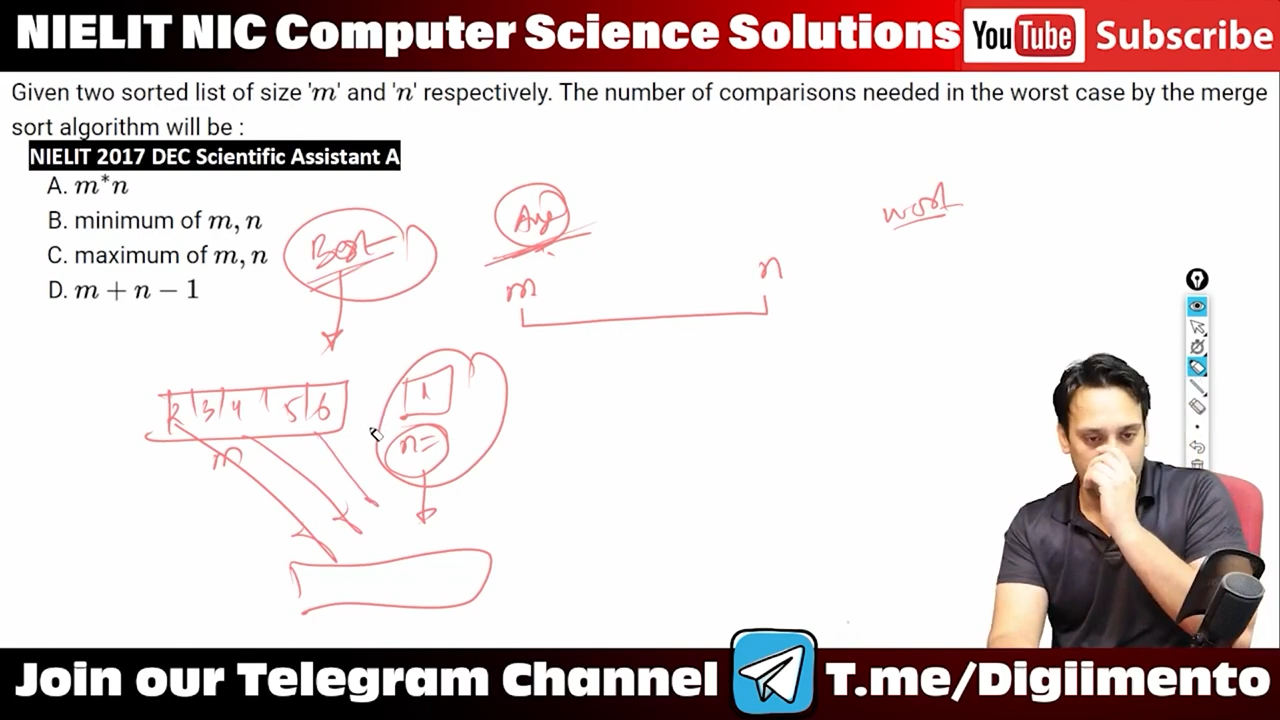 NIELIT NIC Computer Science Solutions YouTube Subscribe
Given two sorted list of size 'm' and 'n' respectively. The number of comparisons needed in the worst case by the merge
sort algorithm will be :
NIELIT 2017 DEC Scientific Assistant A
A. m*n
B. minimum of m, n
C. maximum of m, n
D. m + n − 1
Best
Avg
worst
m
n
2 3 4 5 6
1
m
n=
Join our Telegram Channel T.me/Digiimento